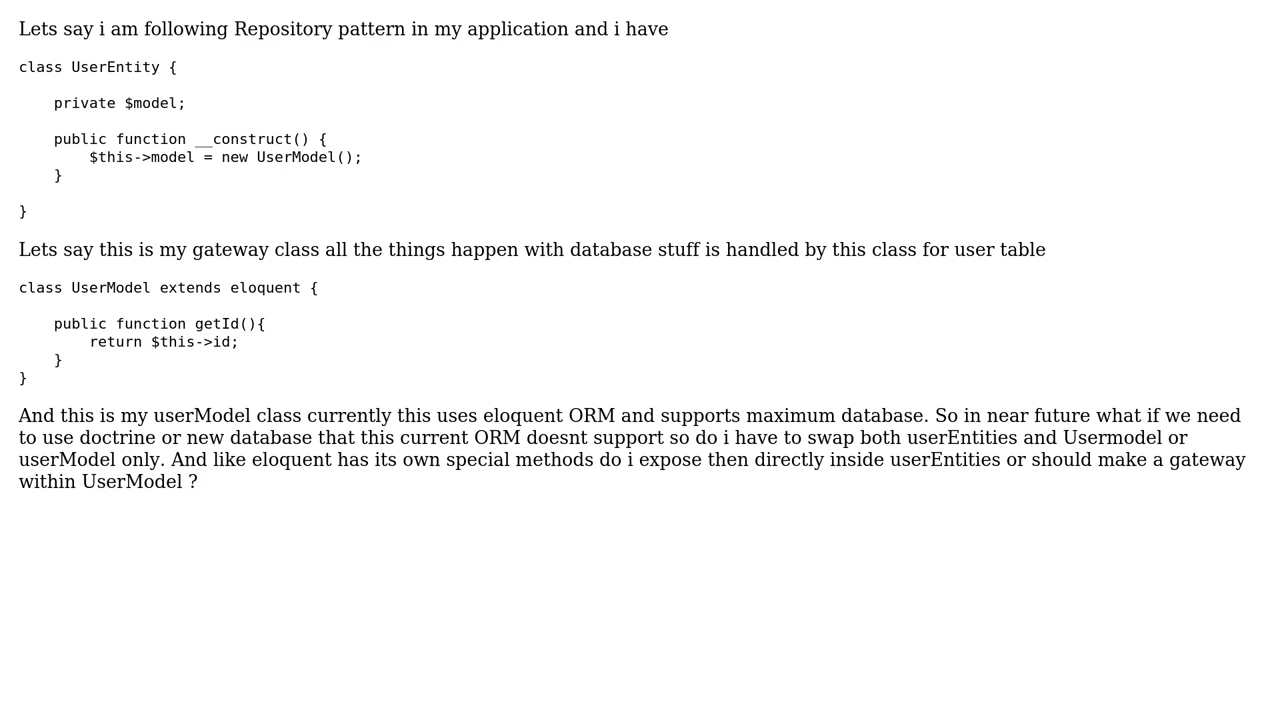 Lets say i am following Repository pattern in my application and i have
class UserEntity {
    private $model;
    public function __construct() {
        $this->model = new UserModel();
    }
}
Lets say this is my gateway class all the things happen with database stuff is handled by this class for user table
class UserModel extends eloquent {
    public function getId(){
        return $this->id;
    }
}
And this is my userModel class currently this uses eloquent ORM and supports maximum database. So in near future what if we need
to use doctrine or new database that this current ORM doesnt support so do i have to swap both userEntities and Usermodel or
userModel only. And like eloquent has its own special methods do i expose then directly inside userEntities or should make a gateway
within UserModel ?